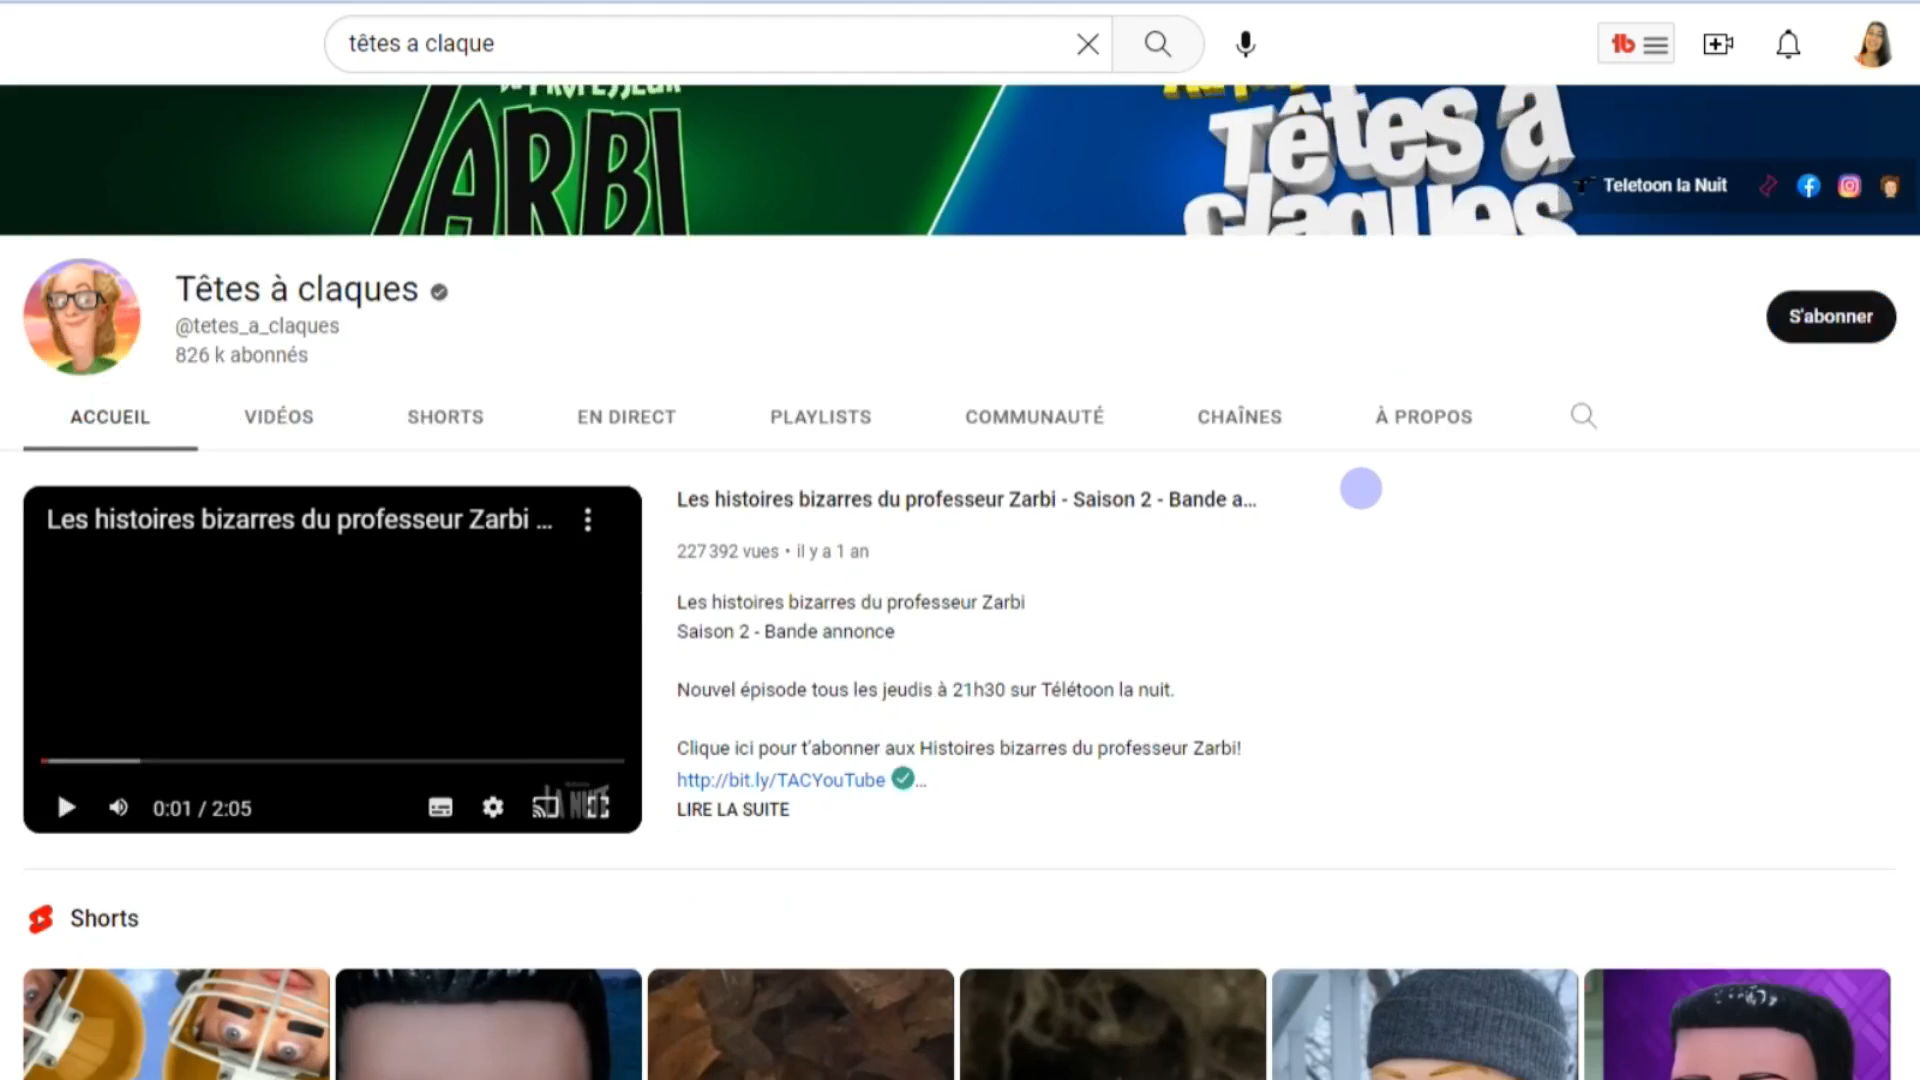 têtes a claque
ZARBI
Têtes à
claques
Teletoon la Nuit
Têtes à claques
@tetes_a_claques
826 k abonnés
S'abonner
ACCUEIL
VIDÉOS
SHORTS
EN DIRECT
PLAYLISTS
COMMUNAUTÉ
CHAÎNES
À PROPOS
Les histoires bizarres du professeur Zarbi ...
0:01 / 2:05
Les histoires bizarres du professeur Zarbi - Saison 2 - Bande a...
227 392 vues • il y a 1 an
Les histoires bizarres du professeur Zarbi
Saison 2 - Bande annonce
Nouvel épisode tous les jeudis à 21h30 sur Télétoon la nuit.
Clique ici pour t’abonner aux Histoires bizarres du professeur Zarbi!
http://bit.ly/TACYouTube ...
LIRE LA SUITE
Shorts